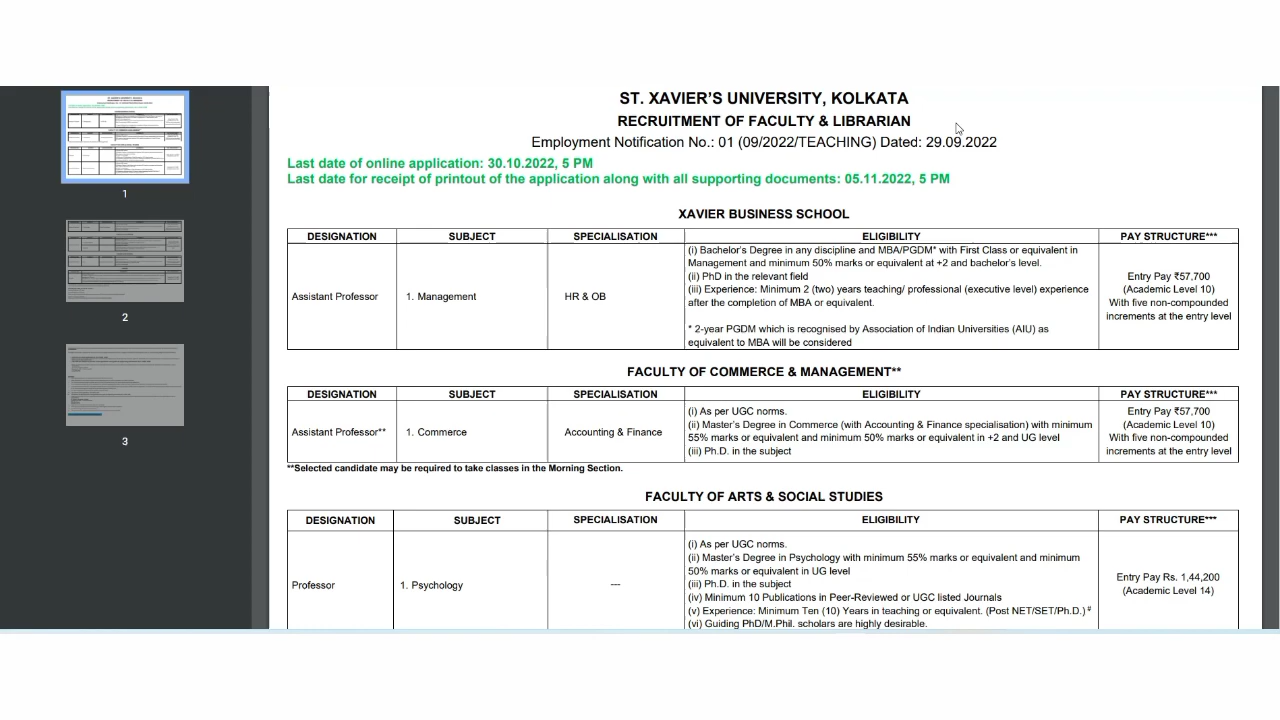 ST. XAVIER'S UNIVERSITY, KOLKATA
RECRUITMENT OF FACULTY & LIBRARIAN
Employment Notification No.: 01 (09/2022/TEACHING) Dated: 29.09.2022
Last date of online application: 30.10.2022, 5 PM
Last date for receipt of printout of the application along with all supporting documents: 05.11.2022, 5 PM
XAVIER BUSINESS SCHOOL
DESIGNATION SUBJECT SPECIALISATION ELIGIBILITY PAY STRUCTURE***
Assistant Professor
1. Management
HR & OB
(i) Bachelor's Degree in any discipline and MBA/PGDM* with First Class or equivalent in
Management and minimum 50% marks or equivalent at +2 and bachelor's level.
(ii) PhD in the relevant field
(iii) Experience: Minimum 2 (two) years teaching/ professional (executive level) experience
after the completion of MBA or equivalent.
* 2-year PGDM which is recognised by Association of Indian Universities (AIU) as
equivalent to MBA will be considered
Entry Pay ₹57,700
(Academic Level 10)
With five non-compounded
increments at the entry level
FACULTY OF COMMERCE & MANAGEMENT**
DESIGNATION SUBJECT SPECIALISATION ELIGIBILITY PAY STRUCTURE***
Assistant Professor**
1. Commerce
Accounting & Finance
(i) As per UGC norms.
(ii) Master's Degree in Commerce (with Accounting & Finance specialisation) with minimum
55% marks or equivalent and minimum 50% marks or equivalent in +2 and UG level
(iii) Ph.D. in the subject
Entry Pay ₹57,700
(Academic Level 10)
With five non-compounded
increments at the entry level
**Selected candidate may be required to take classes in the Morning Section.
FACULTY OF ARTS & SOCIAL STUDIES
DESIGNATION SUBJECT SPECIALISATION ELIGIBILITY PAY STRUCTURE***
Professor
1. Psychology
---
(i) As per UGC norms.
(ii) Master's Degree in Psychology with minimum 55% marks or equivalent and minimum
50% marks or equivalent in UG level
(iii) Ph.D. in the subject
(iv) Minimum 10 Publications in Peer-Reviewed or UGC listed Journals
(v) Experience: Minimum Ten (10) Years in teaching or equivalent. (Post NET/SET/Ph.D.) #
(vi) Guiding PhD/M.Phil. scholars are highly desirable.
Entry Pay Rs. 1,44,200
(Academic Level 14)
1
2
3